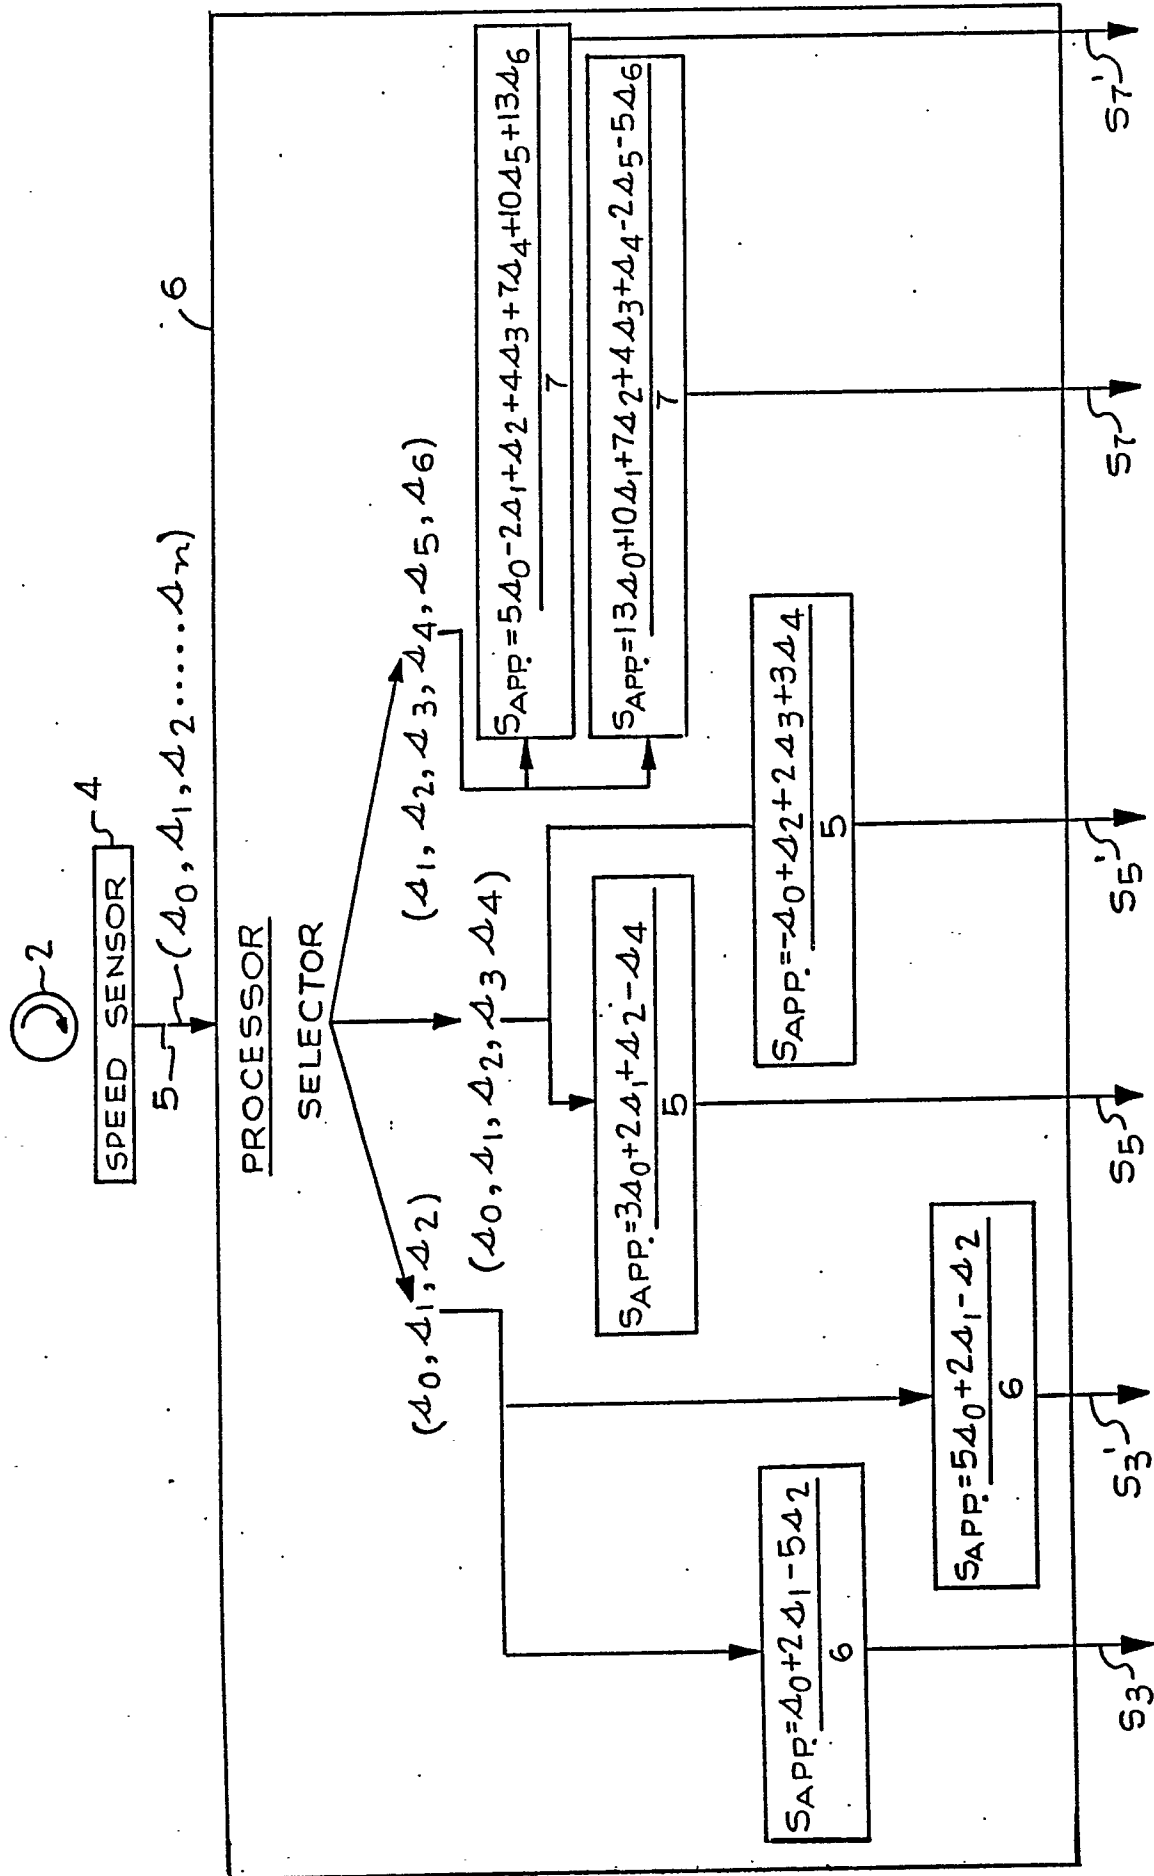 2
SPEED SENSOR
4
5
(s0, s1, s2 ..... sn)
6
PROCESSOR
SELECTOR
(s0, s1, s2)
(s0, s1, s2, s3 s4)
(s1, s2, s3, s4, s5, s6)
SAPP.=s0+2s1-5s2
6
SAPP.=5s0+2s1-s2
6
SAPP.=3s0+2s1+s2-s4
5
SAPP.=-s0+s2+2s3+3s4
5
SAPP.=5s0-2s1+s2+4s3+7s4+10s5+13s6
7
SAPP.=13s0+10s1+7s2+4s3+s4-2s5-5s6
7
S3
S3'
S5
S5'
S7
S7'